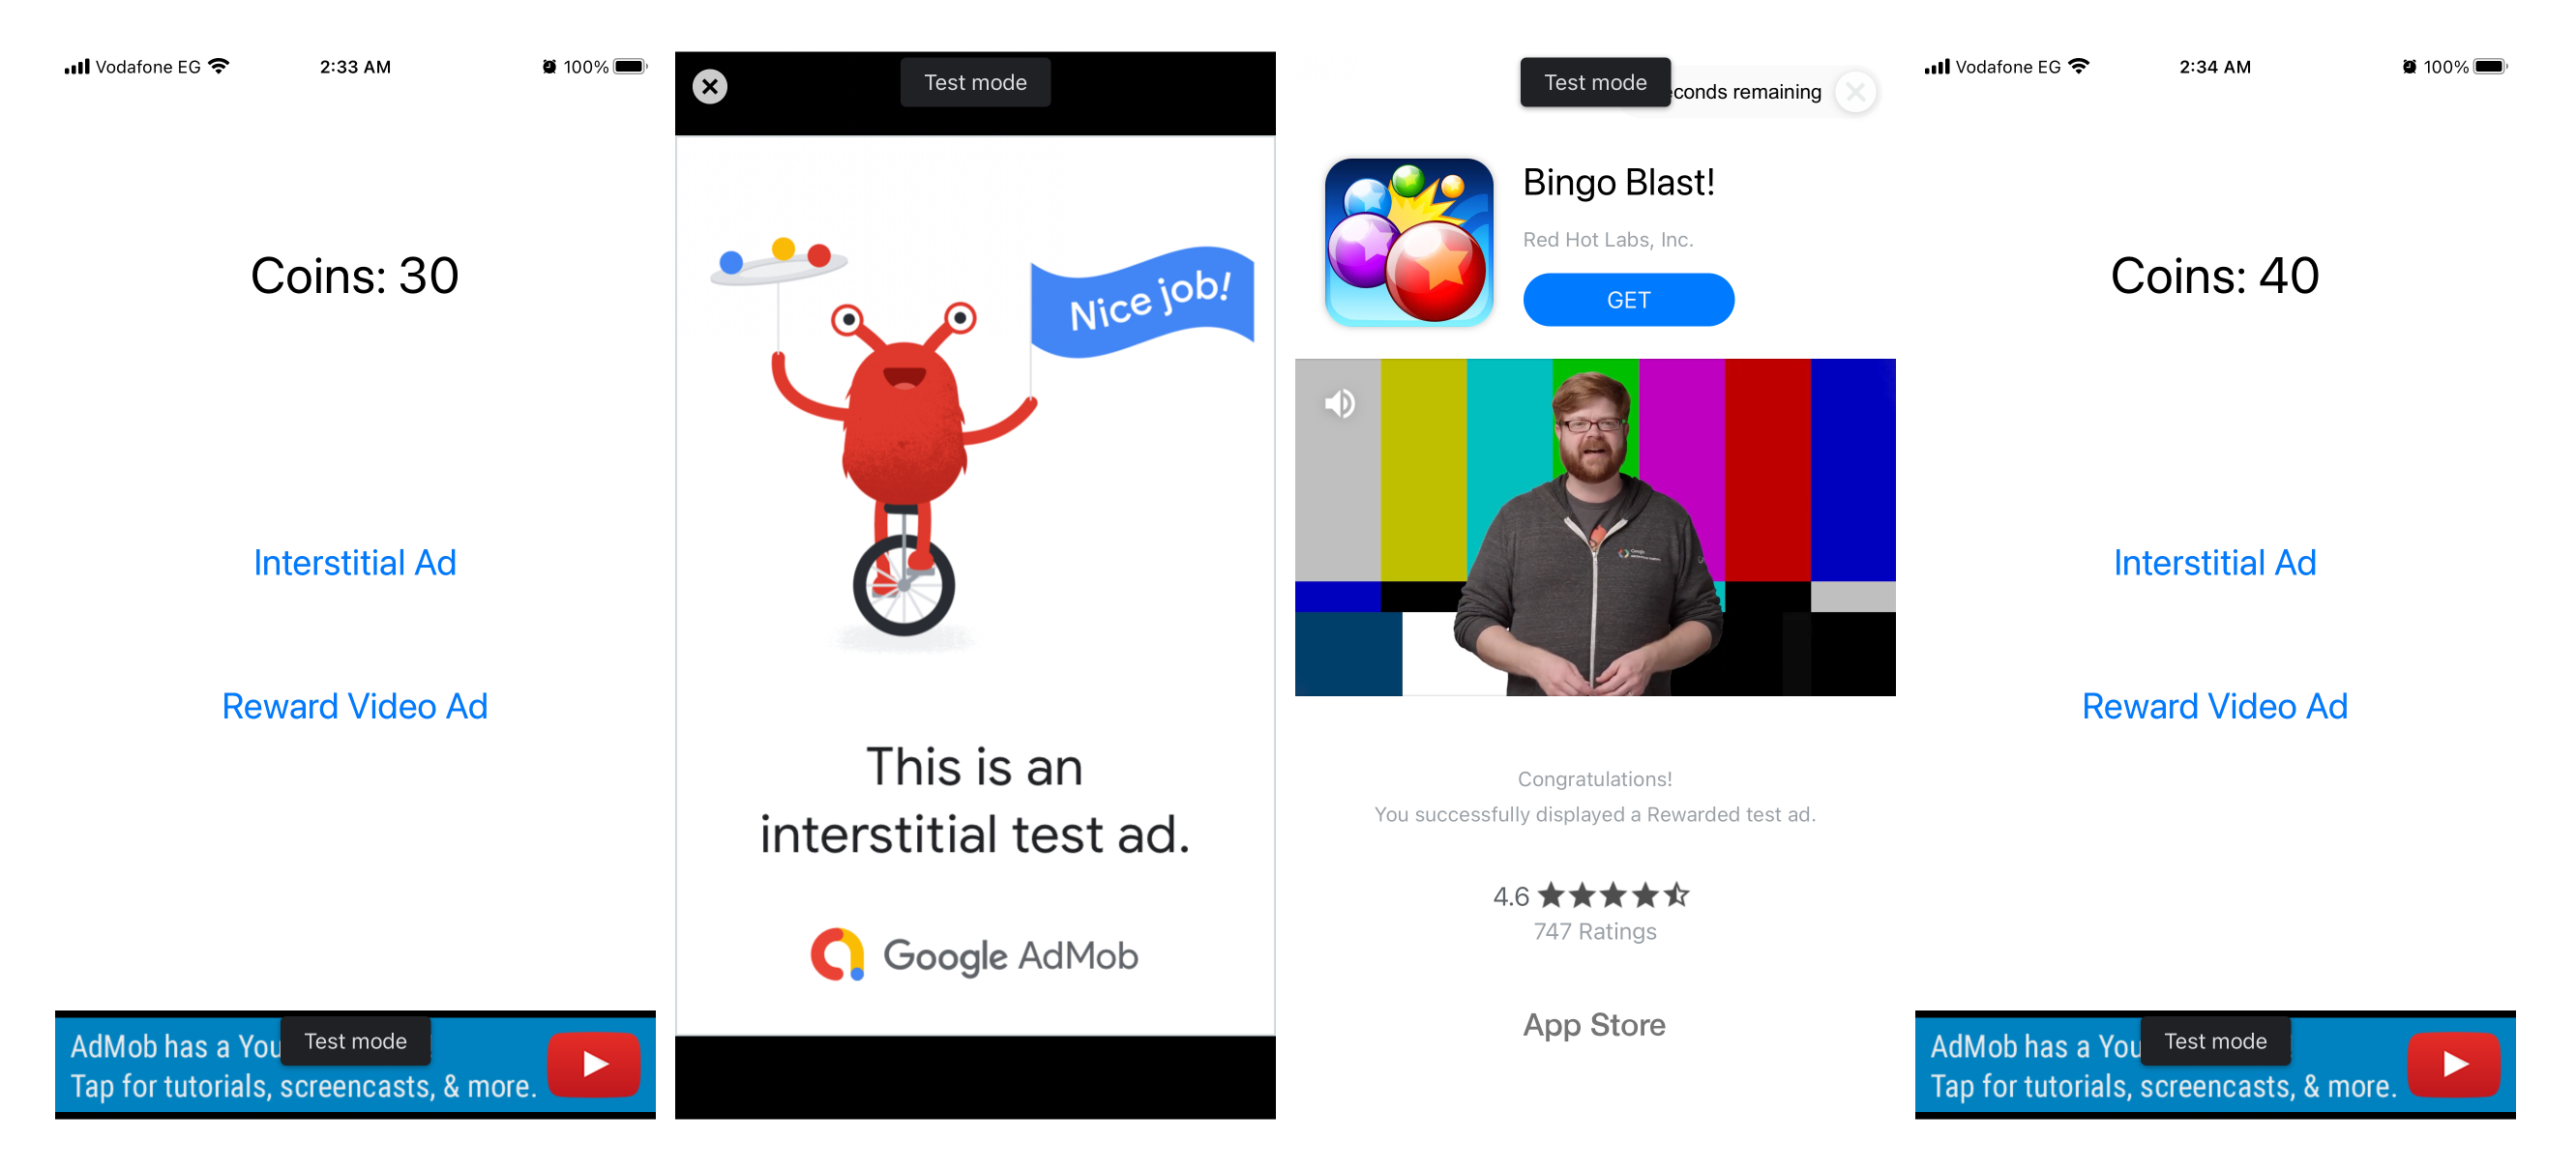 Vodafone EG 2:33 AM 100%
Coins: 30
Interstitial Ad
Reward Video Ad
AdMob has a You
Test mode
Tap for tutorials, screencasts, & more.
Test mode
Nice job!
This is an
interstitial test ad.
Google AdMob
Test mode
conds remaining
Bingo Blast!
Red Hot Labs, Inc.
GET
Congratulations!
You successfully displayed a Rewarded test ad.
4.6
747 Ratings
App Store
Vodafone EG 2:34 AM 100%
Coins: 40
Interstitial Ad
Reward Video Ad
AdMob has a You
Test mode
Tap for tutorials, screencasts, & more.